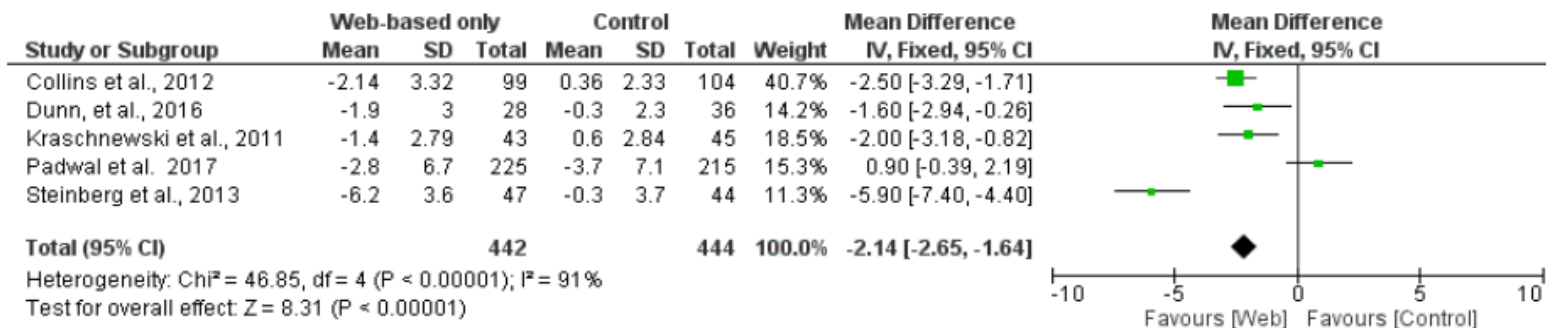 Web-based only Control Mean Difference Mean Difference
Study or Subgroup Mean SD Total Mean SD Total Weight IV, Fixed, 95% CI IV, Fixed, 95% CI
Collins et al., 2012 -2.14 3.32 99 0.36 2.33 104 40.7% -2.50 [-3.29, -1.71]
Dunn, et al., 2016 -1.9 3 28 -0.3 2.3 36 14.2% -1.60 [-2.94, -0.26]
Kraschnewski et al., 2011 -1.4 2.79 43 0.6 2.84 45 18.5% -2.00 [-3.18, -0.82]
Padwal et al. 2017 -2.8 6.7 225 -3.7 7.1 215 15.3% 0.90 [-0.39, 2.19]
Steinberg et al., 2013 -6.2 3.6 47 -0.3 3.7 44 11.3% -5.90 [-7.40, -4.40]
Total (95% CI) 442 444 100.0% -2.14 [-2.65, -1.64]
Heterogeneity: Chi² = 46.85, df = 4 (P < 0.00001); I² = 91%
Test for overall effect: Z = 8.31 (P < 0.00001)
-10 -5 0 5 10
Favours [Web] Favours [Control]